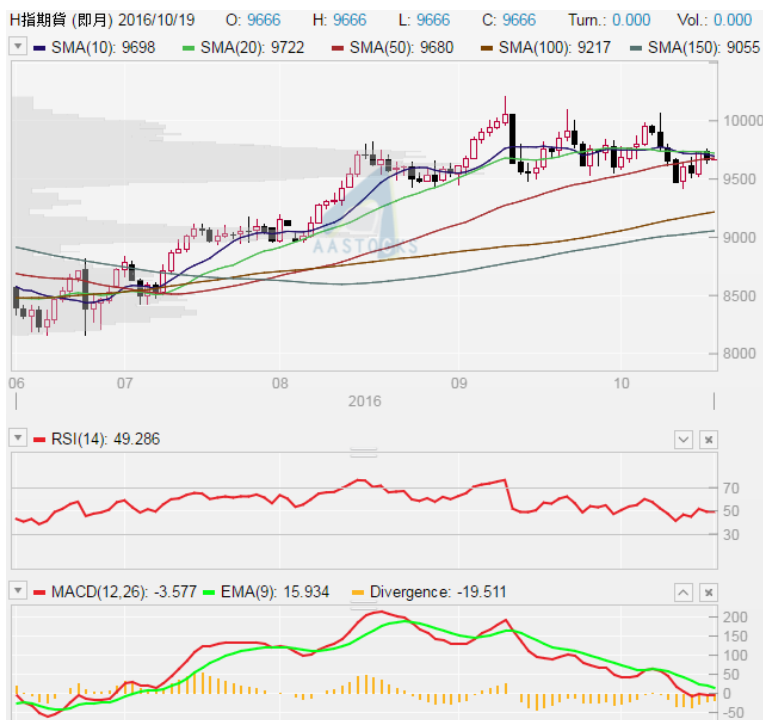 H指期貨 (即月) 2016/10/19 O: 9666 H: 9666 L: 9666 C: 9666 Turn.: 0.000 Vol.: 0.000
SMA(10): 9698 SMA(20): 9722 SMA(50): 9680 SMA(100): 9217 SMA(150): 9055
10000
9500
9000
AASTOCKS
8500
8000
06 07 08 09 10
2016
RSI(14): 49.286
70
50
30
MACD(12,26): -3.577 EMA(9): 15.934 Divergence: -19.511
200
150
100
50
0
-50